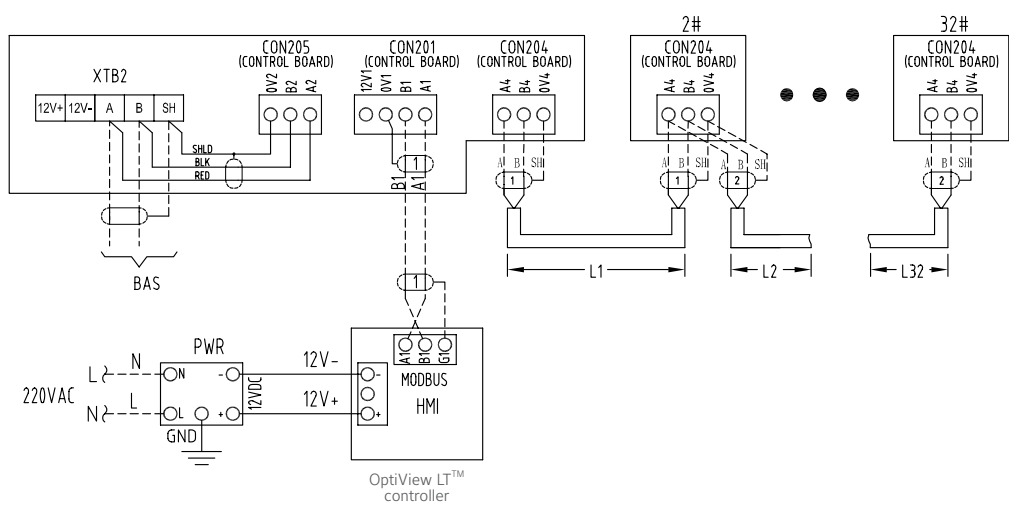 2#
32#
CON205
(CONTROL BOARD)
CON201
(CONTROL BOARD)
CON204
(CONTROL BOARD)
CON204
(CONTROL BOARD)
CON204
(CONTROL BOARD)
XTB2
12V+ 12V- A B SH
0V2 B2 A2
12V1 0V1 B1 A1
A4 B4 0V4
A4 B4 0V4
A4 B4 0V4
SHLD
BLK
RED
1
B1 A1
A B SH
1
A B SH
1
A B SH
2
A B SH
2
BAS
L1
L2
L32
1
A1 B1 G1
MODBUS
HMI
PWR
220VAC
L N
N L
N -
L +
12VDC
GND
12V-
12V+
-
+
OptiView LT™
controller